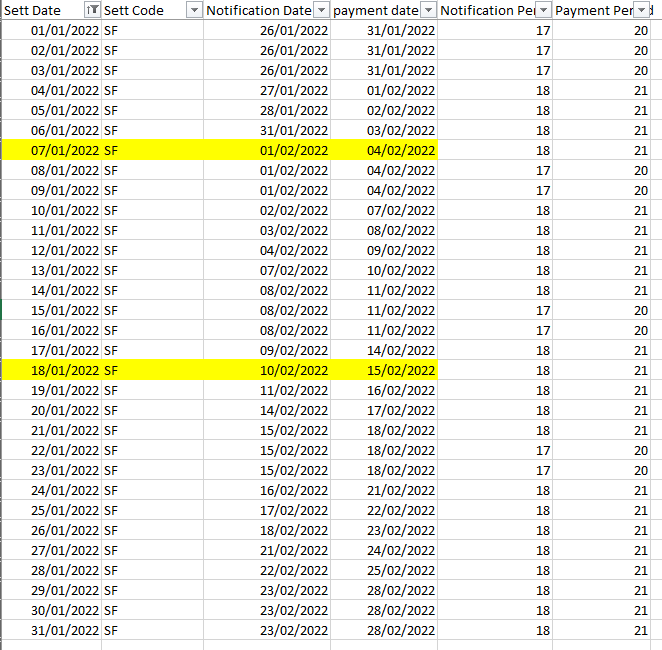 Sett Date Sett Code Notification Date payment date Notification Per Payment Per d
01/01/2022 SF 26/01/2022 31/01/2022 17 20
02/01/2022 SF 26/01/2022 31/01/2022 17 20
03/01/2022 SF 26/01/2022 31/01/2022 17 20
04/01/2022 SF 27/01/2022 01/02/2022 18 21
05/01/2022 SF 28/01/2022 02/02/2022 18 21
06/01/2022 SF 31/01/2022 03/02/2022 18 21
07/01/2022 SF 01/02/2022 04/02/2022 18 21
08/01/2022 SF 01/02/2022 04/02/2022 17 20
09/01/2022 SF 01/02/2022 04/02/2022 17 20
10/01/2022 SF 02/02/2022 07/02/2022 18 21
11/01/2022 SF 03/02/2022 08/02/2022 18 21
12/01/2022 SF 04/02/2022 09/02/2022 18 21
13/01/2022 SF 07/02/2022 10/02/2022 18 21
14/01/2022 SF 08/02/2022 11/02/2022 18 21
15/01/2022 SF 08/02/2022 11/02/2022 17 20
16/01/2022 SF 08/02/2022 11/02/2022 17 20
17/01/2022 SF 09/02/2022 14/02/2022 18 21
18/01/2022 SF 10/02/2022 15/02/2022 18 21
19/01/2022 SF 11/02/2022 16/02/2022 18 21
20/01/2022 SF 14/02/2022 17/02/2022 18 21
21/01/2022 SF 15/02/2022 18/02/2022 18 21
22/01/2022 SF 15/02/2022 18/02/2022 17 20
23/01/2022 SF 15/02/2022 18/02/2022 17 20
24/01/2022 SF 16/02/2022 21/02/2022 18 21
25/01/2022 SF 17/02/2022 22/02/2022 18 21
26/01/2022 SF 18/02/2022 23/02/2022 18 21
27/01/2022 SF 21/02/2022 24/02/2022 18 21
28/01/2022 SF 22/02/2022 25/02/2022 18 21
29/01/2022 SF 23/02/2022 28/02/2022 18 21
30/01/2022 SF 23/02/2022 28/02/2022 18 21
31/01/2022 SF 23/02/2022 28/02/2022 18 21